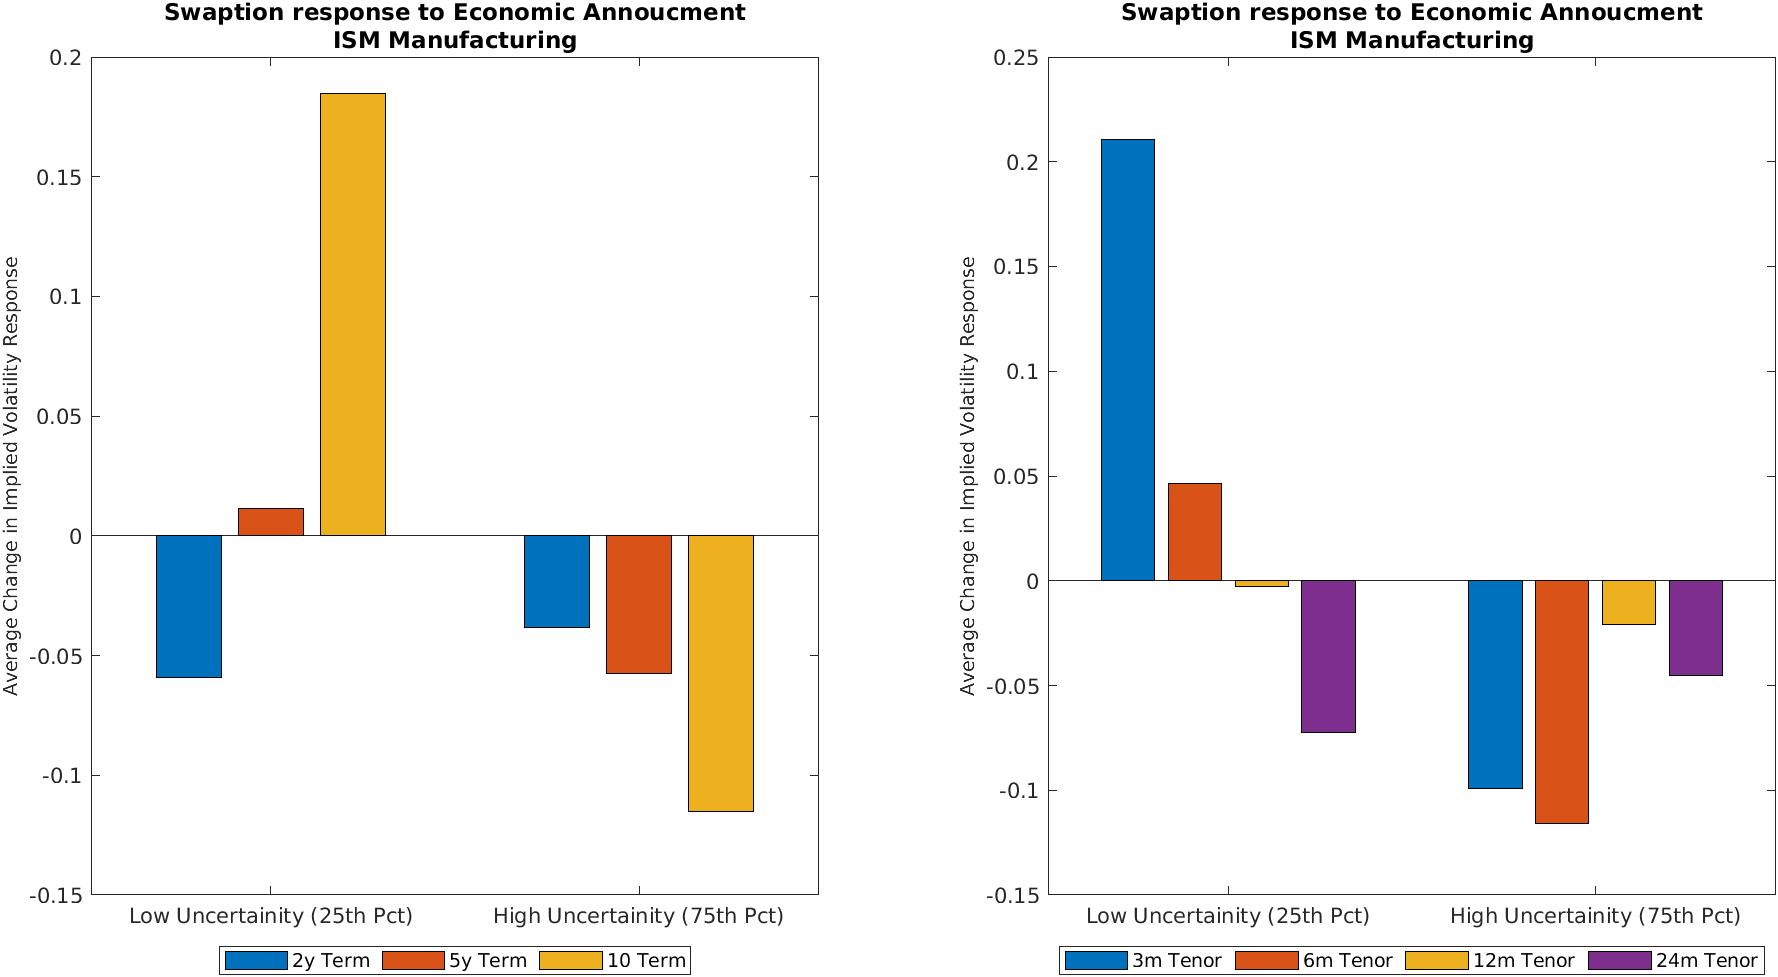 Swaption response to Economic Annoucment
ISM Manufacturing
Average Change in Implied Volatility Response
0.2
0.15
0.1
0.05
0
-0.05
-0.1
-0.15
Low Uncertainity (25th Pct)
High Uncertainity (75th Pct)
2y Term
5y Term
10 Term
Swaption response to Economic Annoucment
ISM Manufacturing
Average Change in Implied Volatility Response
0.25
0.2
0.15
0.1
0.05
0
-0.05
-0.1
-0.15
Low Uncertainity (25th Pct)
High Uncertainity (75th Pct)
3m Tenor
6m Tenor
12m Tenor
24m Tenor